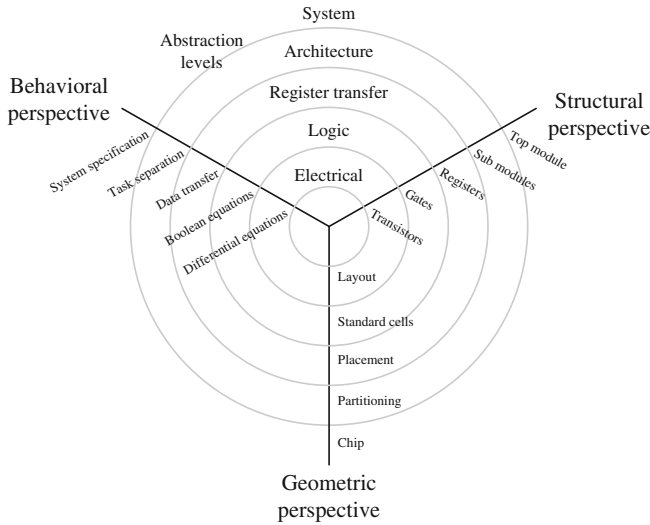 System
Abstraction
levels
Architecture
Behavioral
perspective
Register transfer
Structural
perspective
Logic
System specification
Task separation
Data transfer
Boolean equations
Differential equations
Electrical
Top module
Sub modules
Registers
Gates
Transistors
Layout
Standard cells
Placement
Partitioning
Chip
Geometric
perspective